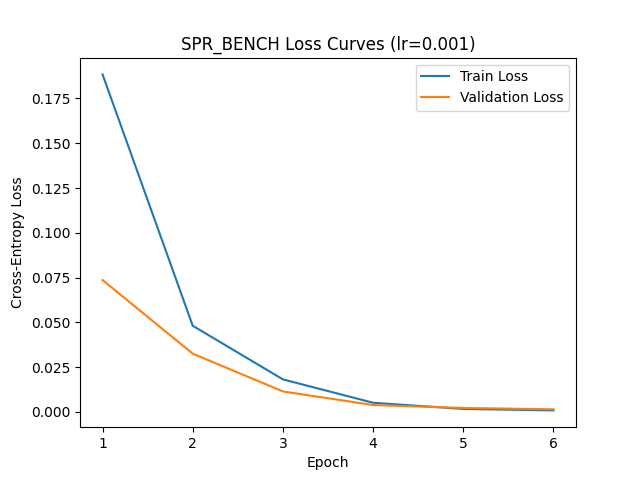 SPR_BENCH Loss Curves (lr=0.001)
Train Loss
Validation Loss
Cross-Entropy Loss
0.175
0.150
0.125
0.100
0.075
0.050
0.025
0.000
1 2 3 4 5 6
Epoch